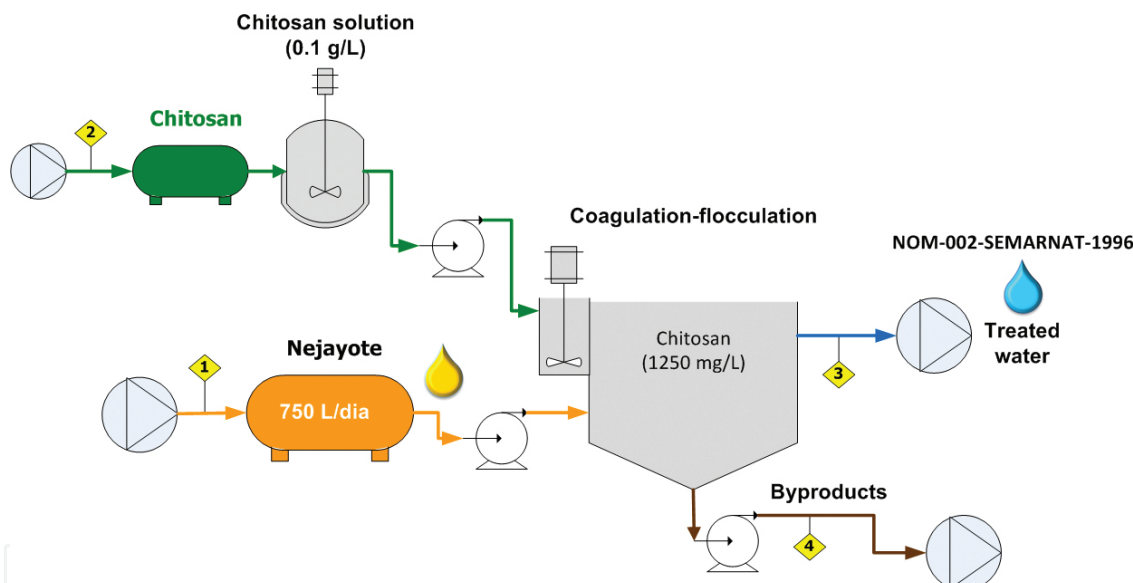 Chitosan solution
(0.1 g/L)
Chitosan
2
Coagulation-flocculation
NOM-002-SEMARNAT-1996
Treated
water
Chitosan
(1250 mg/L)
3
Nejayote
1
750 L/dia
Byproducts
4